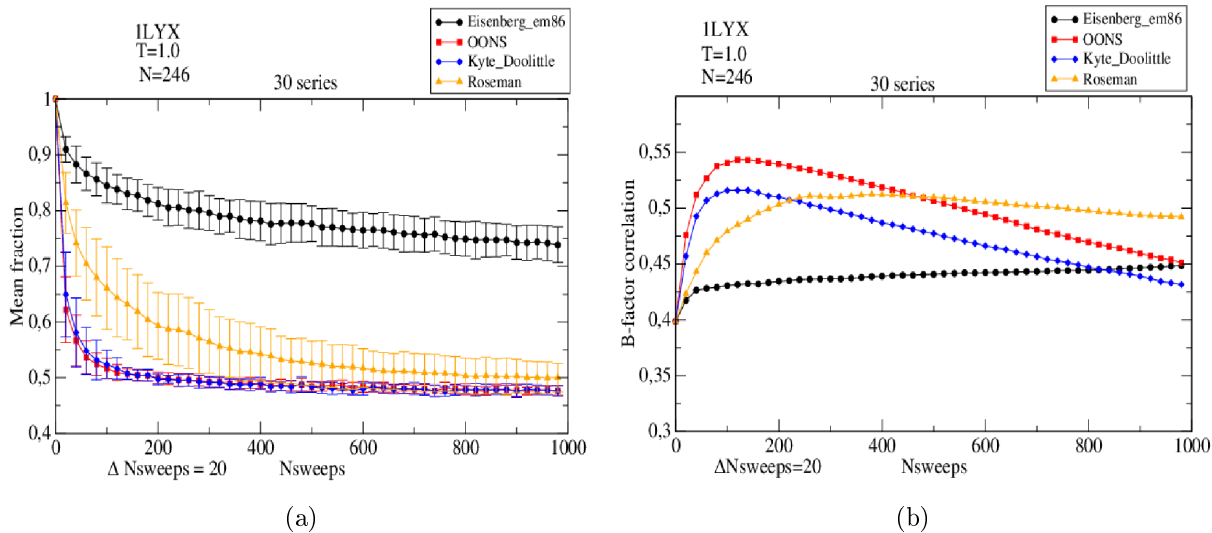 1LYX
T=1.0
N=246
30 series
Eisenberg_em86
OONS
Kyte_Doolittle
Roseman
Mean fraction
1
0,9
0,8
0,7
0,6
0,5
0,4
0 200 400 600 800 1000
Δ Nsweeps = 20 Nsweeps
(a)
1LYX
T=1.0
N=246
30 series
Eisenberg_em86
OONS
Kyte_Doolittle
Roseman
B-factor correlation
0,55
0,5
0,45
0,4
0,35
0,3
0 200 400 600 800 1000
ΔNsweeps=20 Nsweeps
(b)